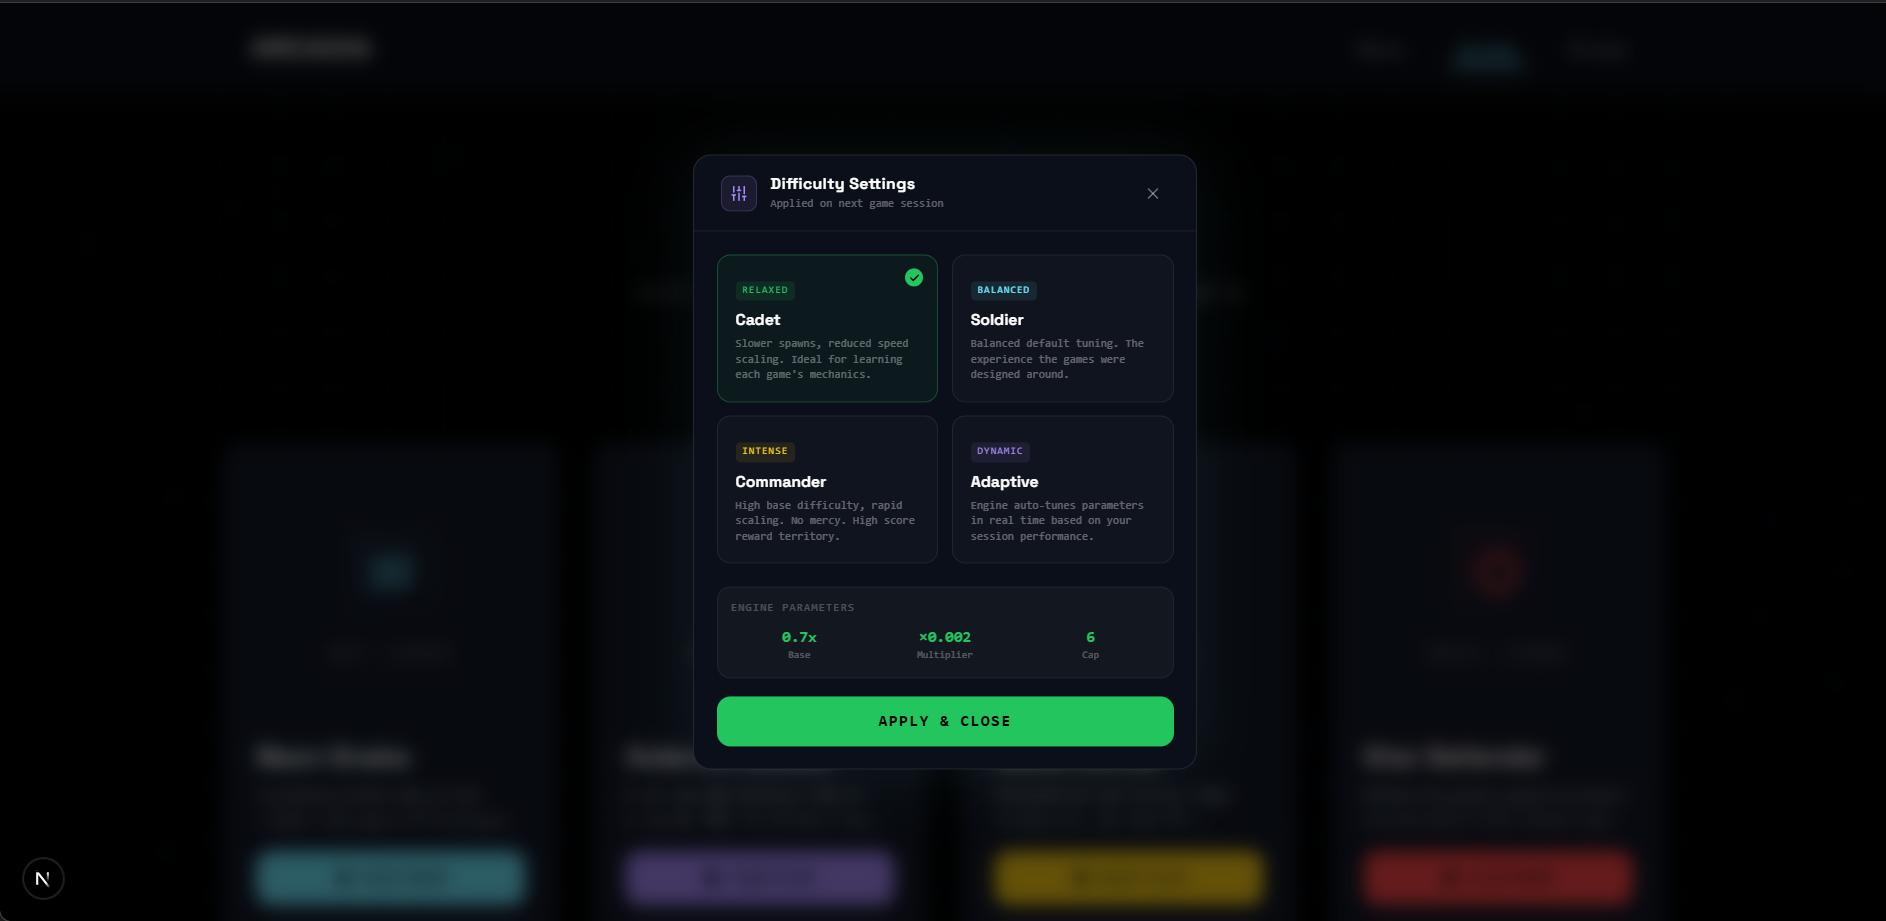 Difficulty Settings
Applied on next game session
RELAXED
Cadet
Slower spawns, reduced speed
scaling. Ideal for learning
each game's mechanics.
BALANCED
Soldier
Balanced default tuning. The
experience the games were
designed around.
INTENSE
Commander
High base difficulty, rapid
scaling. No mercy. High score
reward territory.
DYNAMIC
Adaptive
Engine auto-tunes parameters
in real time based on your
session performance.
ENGINE PARAMETERS
0.7x
Base
×0.002
Multiplier
6
Cap
APPLY & CLOSE
N